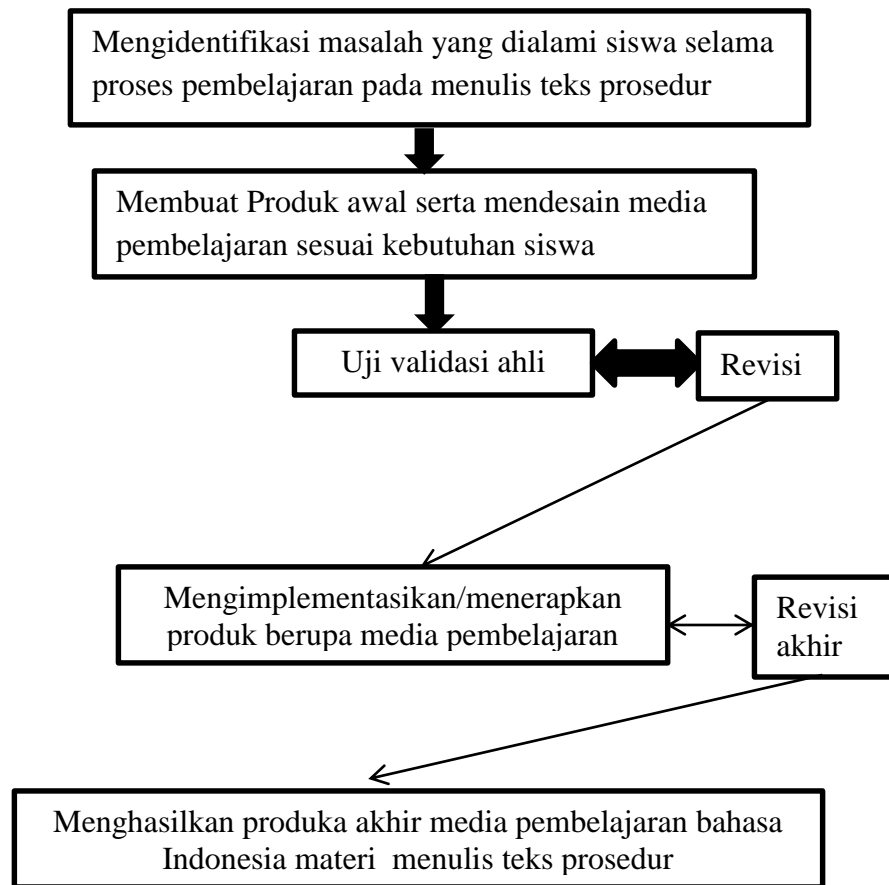 Mengidentifikasi masalah yang dialami siswa selama
proses pembelajaran pada menulis teks prosedur
Membuat Produk awal serta mendesain media
pembelajaran sesuai kebutuhan siswa
Uji validasi ahli
Revisi
Mengimplementasikan/menerapkan
produk berupa media pembelajaran
Revisi
akhir
Menghasilkan produka akhir media pembelajaran bahasa
Indonesia materi menulis teks prosedur